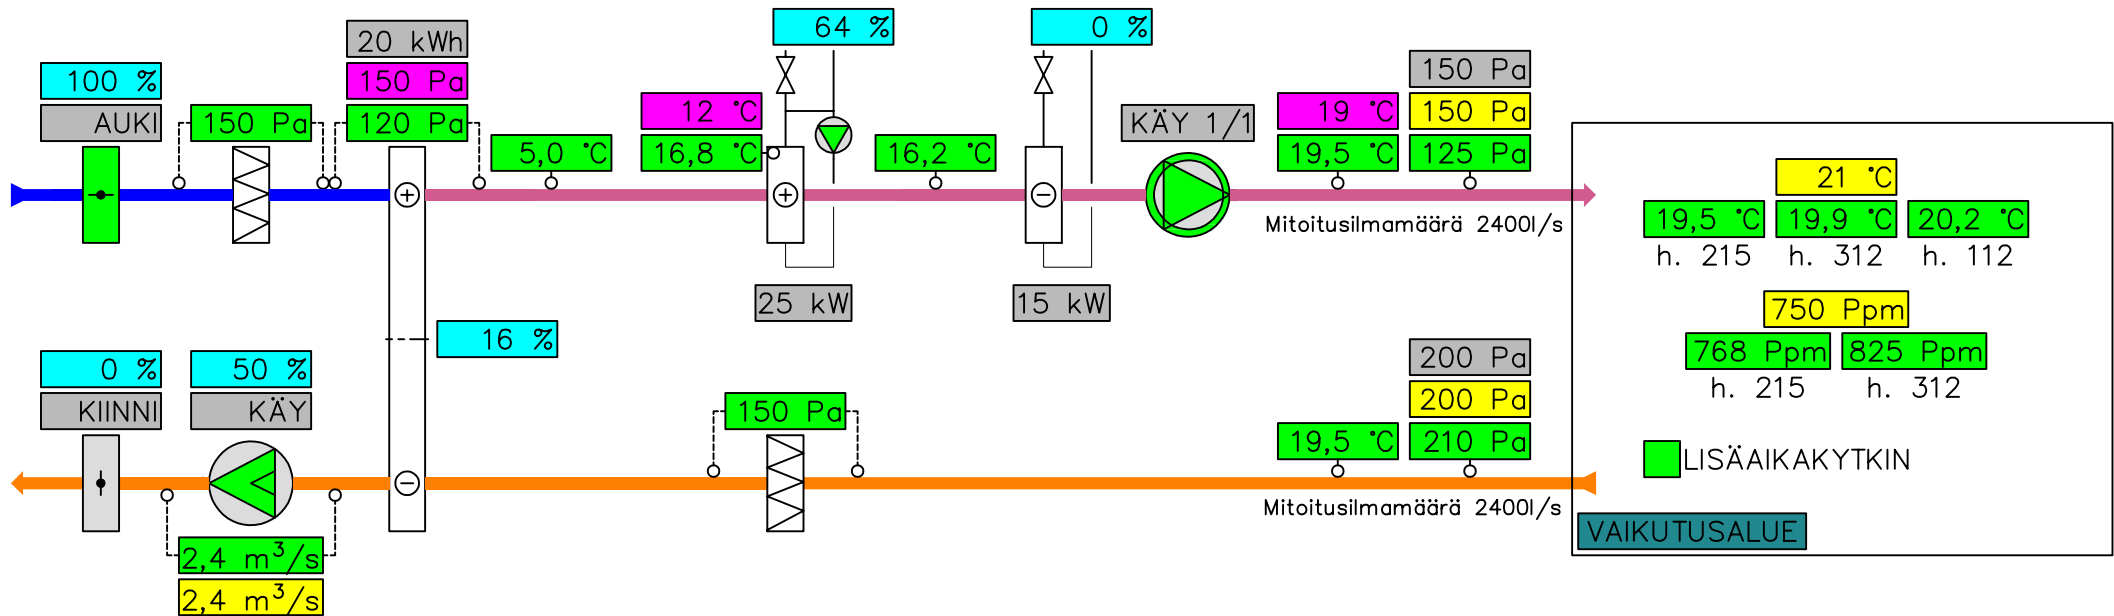 64 %
0 %
20 kWh
150 Pa
100 %
150 Pa
12 °C
19 °C
150 Pa
AUKI
150 Pa
120 Pa
KÄY 1/1
5,0 °C
16,8 °C
16,2 °C
19,5 °C
125 Pa
21 °C
19,5 °C
19,9 °C
20,2 °C
Mitoitusilmamäärä 2400l/s
h. 215
h. 312
h. 112
25 kW
15 kW
750 Ppm
16 %
768 Ppm
825 Ppm
0 %
50 %
200 Pa
h. 215
h. 312
KIINNI
KÄY
150 Pa
200 Pa
19,5 °C
210 Pa
LISÄAIKAKYTKIN
Mitoitusilmamäärä 2400l/s
VAIKUTUSALUE
2,4 m³/s
2,4 m³/s